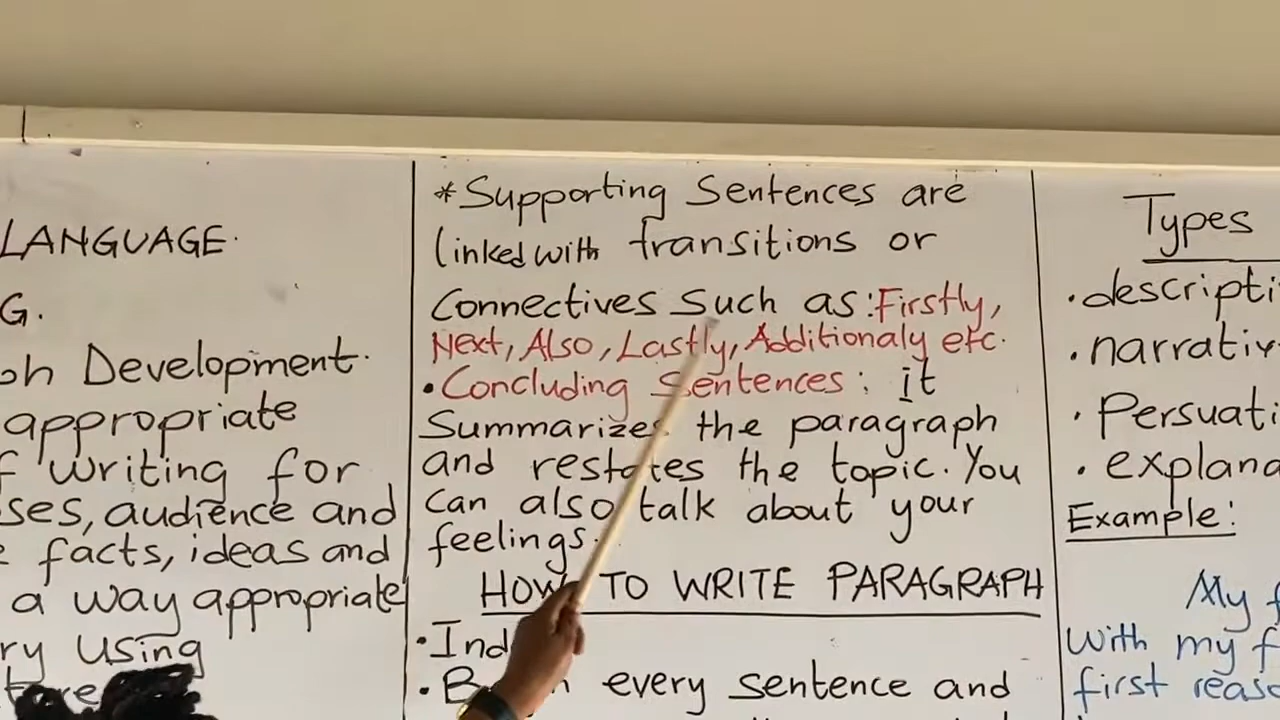 LANGUAGE.
G.
oh Development.
appropriate
f writing for
ses, audience and
facts, ideas and
a way appropriate
ry using
*Supporting Sentences are
linked with transitions or
Connectives such as: Firstly,
Next, Also, Lastly, Additionaly etc.
• Concluding Sentences: it
Summarizes the paragraph
and restates the topic. You
can also talk about your
feelings.
HOW TO WRITE PARAGRAPH
• Ind
• B n every sentence and
Types
• descripti
• narrativ
• Persuati
• explana
Example:
My f
With my f
first reaso